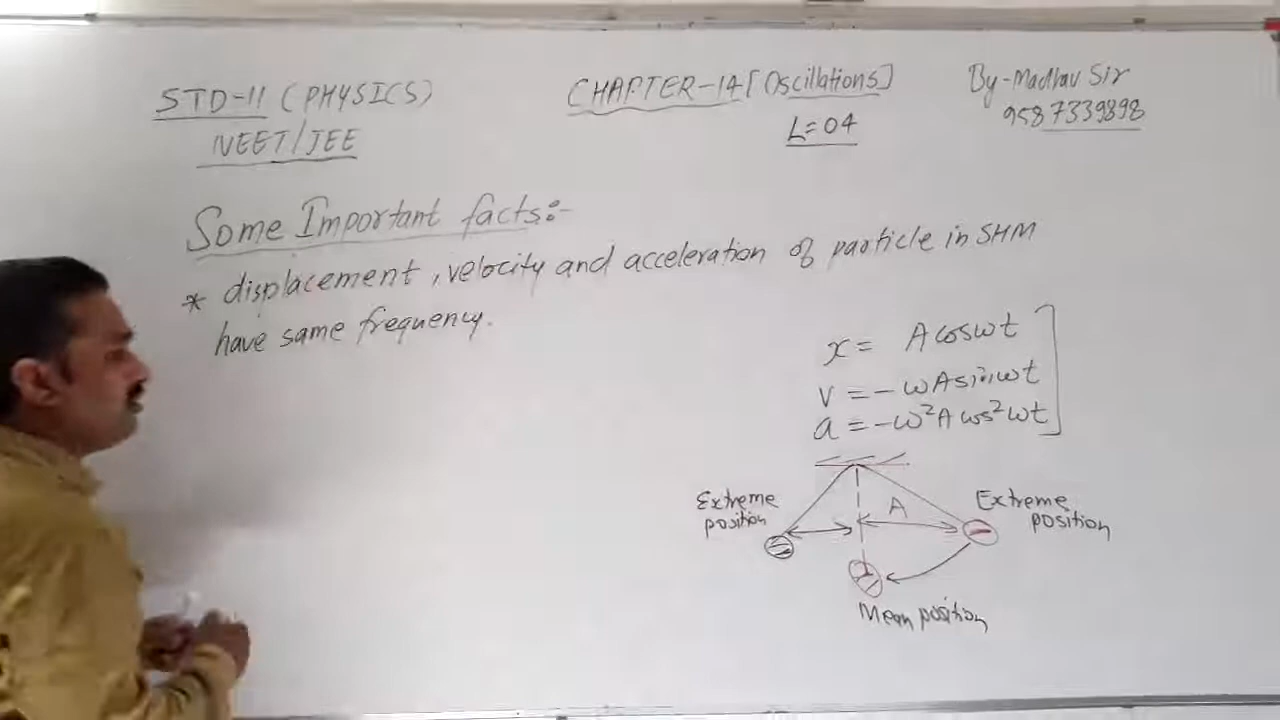 STD-11 (PHYSICS)
NEET/JEE
CHAPTER-14 [Oscillations]
L=04
By-Madhav Sir
9587339898
Some Important facts:-
* displacement, velocity and acceleration of particle in SHM
have same frequency.
x = A cosωt
v = -ωA sinωt
a = -ω²A cos²ωt
Extreme
position
A
Extreme
position
Mean position